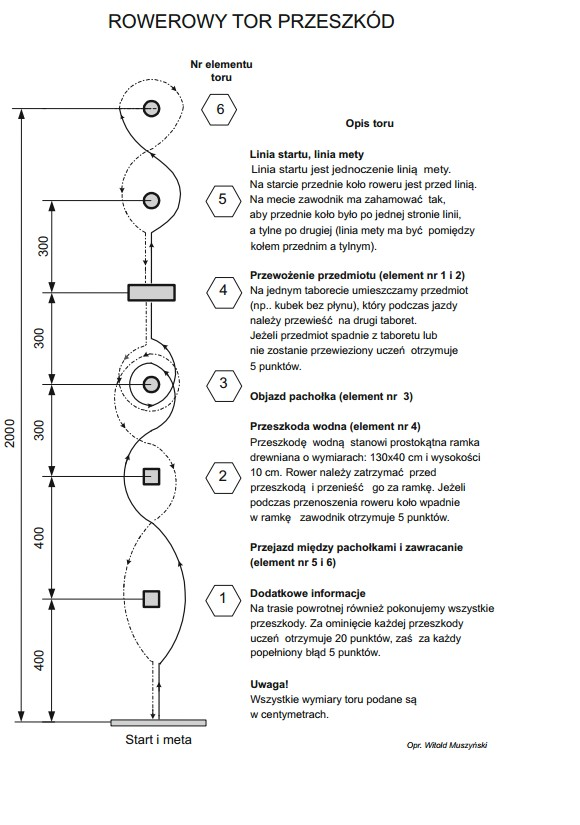 ROWEROWY TOR PRZESZKÓD
Nr elementu
toru
6
5
4
3
2
1
2000
300
300
300
400
400
Start i meta
Opis toru
Linia startu, linia mety
Linia startu jest jednoczenie linią mety.
Na starcie przednie koło roweru jest przed linią.
Na mecie zawodnik ma zahamować tak,
aby przednie koło było po jednej stronie linii,
a tylne po drugiej (linia mety ma być pomiędzy
kołem przednim a tylnym).
Przewożenie przedmiotu (element nr 1 i 2)
Na jednym taborecie umieszczamy przedmiot
(np.. kubek bez płynu), który podczas jazdy
należy przewieść na drugi taboret.
Jeżeli przedmiot spadnie z taboretu lub
nie zostanie przewieziony uczeń otrzymuje
5 punktów.
Objazd pachołka (element nr 3)
Przeszkoda wodna (element nr 4)
Przeszkodę wodną stanowi prostokątna ramka
drewniana o wymiarach: 130x40 cm i wysokości
10 cm. Rower należy zatrzymać przed
przeszkodą i przenieść go za ramkę. Jeżeli
podczas przenoszenia roweru koło wpadnie
w ramkę zawodnik otrzymuje 5 punktów.
Przejazd między pachołkami i zawracanie
(element nr 5 i 6)
Dodatkowe informacje
Na trasie powrotnej również pokonujemy wszystkie
przeszkody. Za ominięcie każdej przeszkody
uczeń otrzymuje 20 punktów, zaś za każdy
popełniony błąd 5 punktów.
Uwaga!
Wszystkie wymiary toru podane są
w centymetrach.
Opr. Witold Muszyński